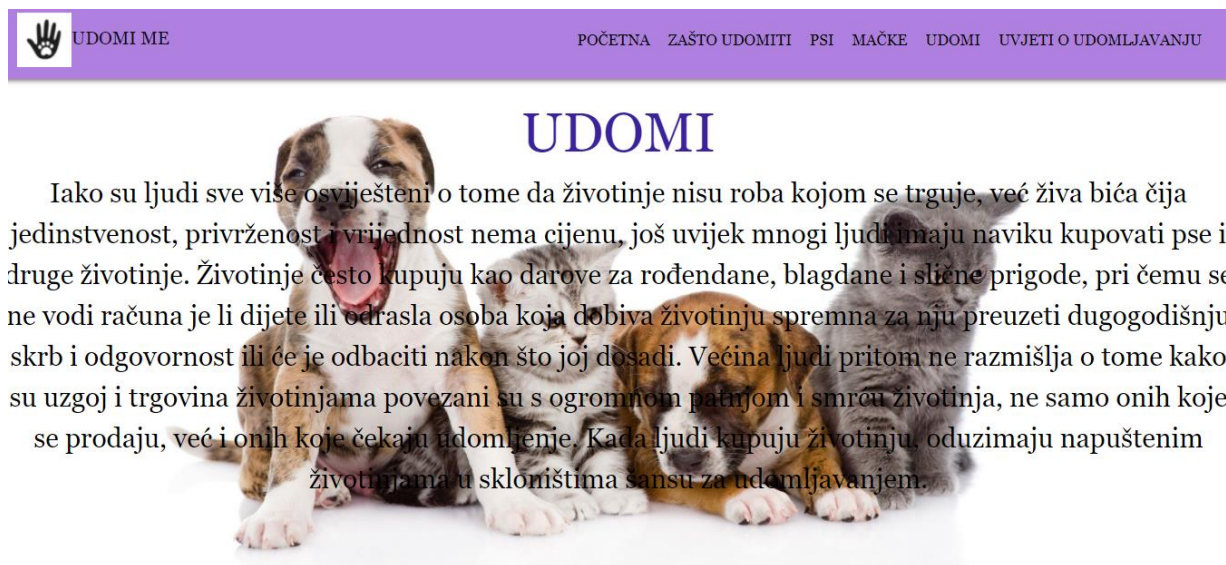 UDOMI ME
POČETNA ZAŠTO UDOMITI PSI MAČKE UDOMI UVJETI O UDOMLJAVANJU
UDOMI
Iako su ljudi sve više osviješteni o tome da životinje nisu roba kojom se trguje, već živa bića čija
jedinstvenost, privrženost i vrijednost nema cijenu, još uvijek mnogi ljudi imaju naviku kupovati pse i
druge životinje. Životinje često kupuju kao darove za rođendane, blagdane i slične prigode, pri čemu se
ne vodi računa je li dijete ili odrasla osoba koja dobiva životinju spremna za nju preuzeti dugogodišnju
skrb i odgovornost ili će je odbaciti nakon što joj dosadi. Većina ljudi pritom ne razmišlja o tome kako
su uzgoj i trgovina životinjama povezani su s ogromnom patnjom i smrću životinja, ne samo onih koje
se prodaju, već i onih koje čekaju udomljenje. Kada ljudi kupuju životinju, oduzimaju napuštenim
životinjama u skloništima šansu za udomljavanjem.